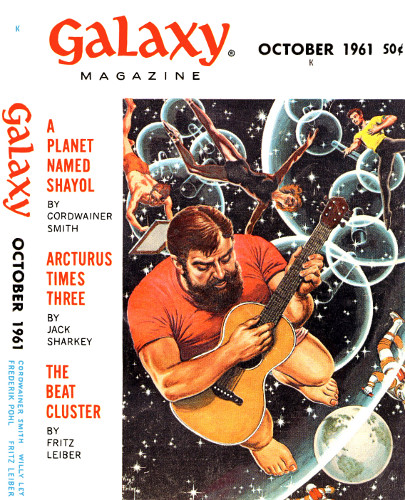 K
Galaxy®
MAGAZINE
OCTOBER 1961 50¢
K
A
PLANET
NAMED
SHAYOL
BY
CORDWAINER
SMITH
ARCTURUS
TIMES
THREE
BY
JACK
SHARKEY
THE
BEAT
CLUSTER
BY
FRITZ
LEIBER
Galaxy
OCTOBER 1961
CORDWAINER SMITH WILLY LEY
FREDERIK POHL FRITZ LEIBER